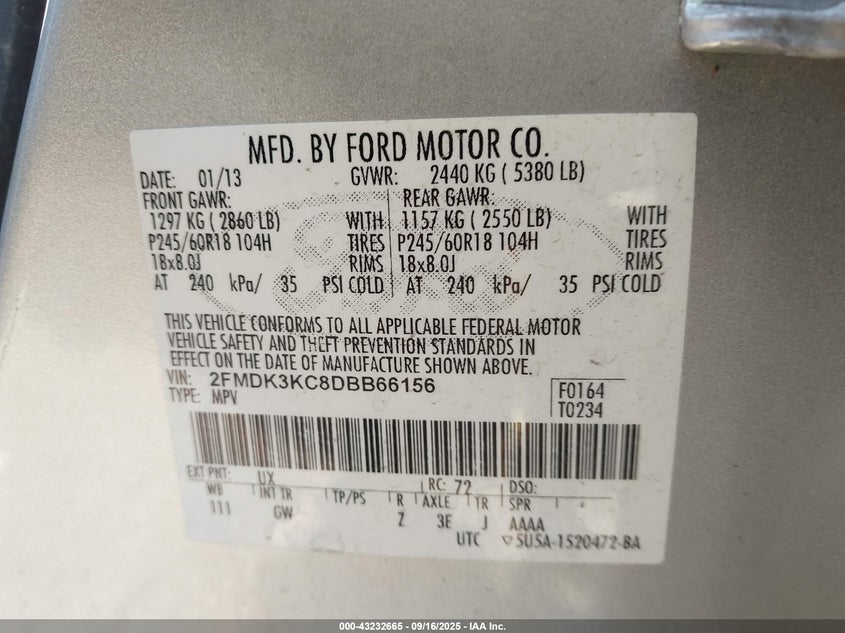 MFD. BY FORD MOTOR CO.
DATE: 01/13 GVWR: 2440 KG ( 5380 LB)
FRONT GAWR: REAR GAWR:
1297 KG ( 2860 LB) WITH 1157 KG ( 2550 LB) WITH
P245/60R18 104H TIRES P245/60R18 104H TIRES
18x8.0J RIMS 18x8.0J RIMS
AT 240 kPa/ 35 PSI COLD AT 240 kPa/ 35 PSI COLD
THIS VEHICLE CONFORMS TO ALL APPLICABLE FEDERAL MOTOR
VEHICLE SAFETY AND THEFT PREVENTION STANDARDS IN
EFFECT ON THE DATE OF MANUFACTURE SHOWN ABOVE.
VIN: 2FMDK3KC8DBB66156
TYPE: MPV
F0164
T0234
EXT PNT: UX RC: 72 DSO:
WB INT TR TP/PS R AXLE TR SPR
111 GW Z 3E J AAAA
UTC ▽5U5A-1520472-BA
000-43232665 - 09/16/2025 - IAA Inc.